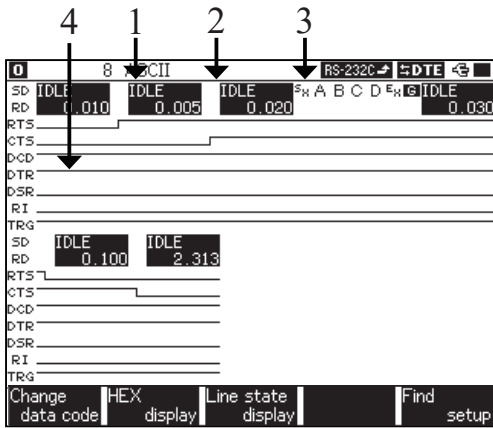 4 1 2 3
0 8 ASCII RS-232C DTE
SD IDLE IDLE IDLE SX A B C D EX G IDLE
RD 0.010 0.005 0.020 0.030
RTS
CTS
DCD
DTR
DSR
RI
TRG
SD IDLE IDLE
RD 0.100 2.313
RTS
CTS
DCD
DTR
DSR
RI
TRG
Change HEX Line state Find
data code display display setup